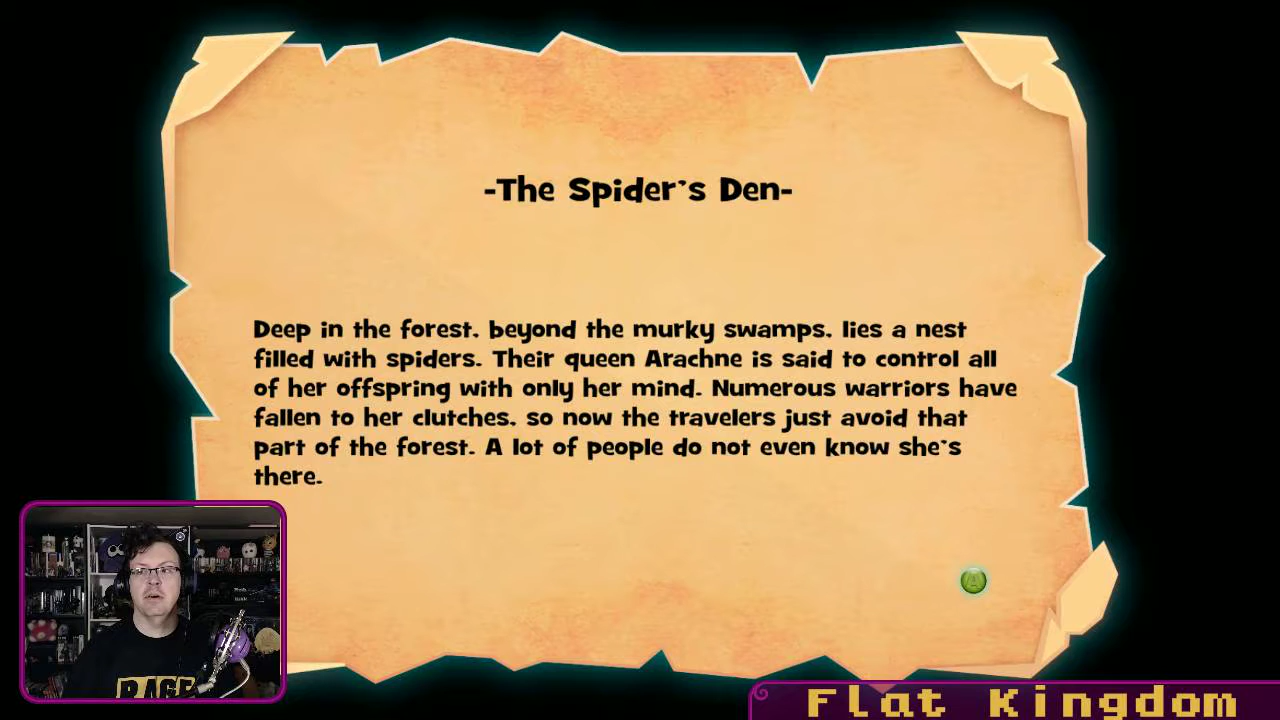 -The Spider's Den-
Deep in the forest, beyond the murky swamps, lies a nest
filled with spiders. Their queen Arachne is said to control all
of her offspring with only her mind. Numerous warriors have
fallen to her clutches, so now the travelers just avoid that
part of the forest. A lot of people do not even know she's
there.
A
RAGE
Flat Kingdom